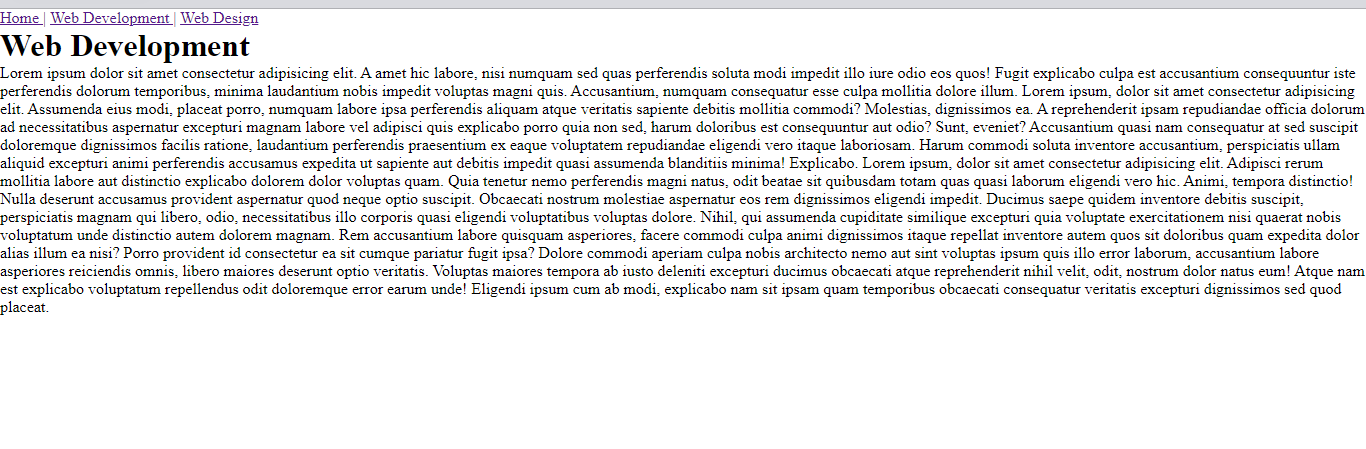 Home | Web Development | Web Design
Web Development
Lorem ipsum dolor sit amet consectetur adipisicing elit. A amet hic labore, nisi numquam sed quas perferendis soluta modi impedit illo iure odio eos quos! Fugit explicabo culpa est accusantium consequuntur iste
perferendis dolorum temporibus, minima laudantium nobis impedit voluptas magni quis. Accusantium, numquam consequatur esse culpa mollitia dolore illum. Lorem ipsum, dolor sit amet consectetur adipisicing
elit. Assumenda eius modi, placeat porro, numquam labore ipsa perferendis aliquam atque veritatis sapiente debitis mollitia commodi? Molestias, dignissimos ea. A reprehenderit ipsam repudiandae officia dolorum
ad necessitatibus aspernatur excepturi magnam labore vel adipisci quis explicabo porro quia non sed, harum doloribus est consequuntur aut odio? Sunt, eveniet? Accusantium quasi nam consequatur at sed suscipit
doloremque dignissimos facilis ratione, laudantium perferendis praesentium ex eaque voluptatem repudiandae eligendi vero itaque laboriosam. Harum commodi soluta inventore accusantium, perspiciatis ullam
aliquid excepturi animi perferendis accusamus expedita ut sapiente aut debitis impedit quasi assumenda blanditiis minima! Explicabo. Lorem ipsum, dolor sit amet consectetur adipisicing elit. Adipisci rerum
mollitia labore aut distinctio explicabo dolorem dolor voluptas quam. Quia tenetur nemo perferendis magni natus, odit beatae sit quibusdam totam quas quasi laborum eligendi vero hic. Animi, tempora distinctio!
Nulla deserunt accusamus provident aspernatur quod neque optio suscipit. Obcaecati nostrum molestiae aspernatur eos rem dignissimos eligendi impedit. Ducimus saepe quidem inventore debitis suscipit,
perspiciatis magnam qui libero, odio, necessitatibus illo corporis quasi eligendi voluptatibus voluptas dolore. Nihil, qui assumenda cupiditate similique excepturi quia voluptate exercitationem nisi quaerat nobis
voluptatum unde distinctio autem dolorem magnam. Rem accusantium labore quisquam asperiores, facere commodi culpa animi dignissimos itaque repellat inventore autem quos sit doloribus quam expedita dolor
alias illum ea nisi? Porro provident id consectetur ea sit cumque pariatur fugit ipsa? Dolore commodi aperiam culpa nobis architecto nemo aut sint voluptas ipsum quis illo error laborum, accusantium labore
asperiores reiciendis omnis, libero maiores deserunt optio veritatis. Voluptas maiores tempora ab iusto deleniti excepturi ducimus obcaecati atque reprehenderit nihil velit, odit, nostrum dolor natus eum! Atque nam
est explicabo voluptatum repellendus odit doloremque error earum unde! Eligendi ipsum cum ab modi, explicabo nam sit ipsam quam temporibus obcaecati consequatur veritatis excepturi dignissimos sed quod
placeat.